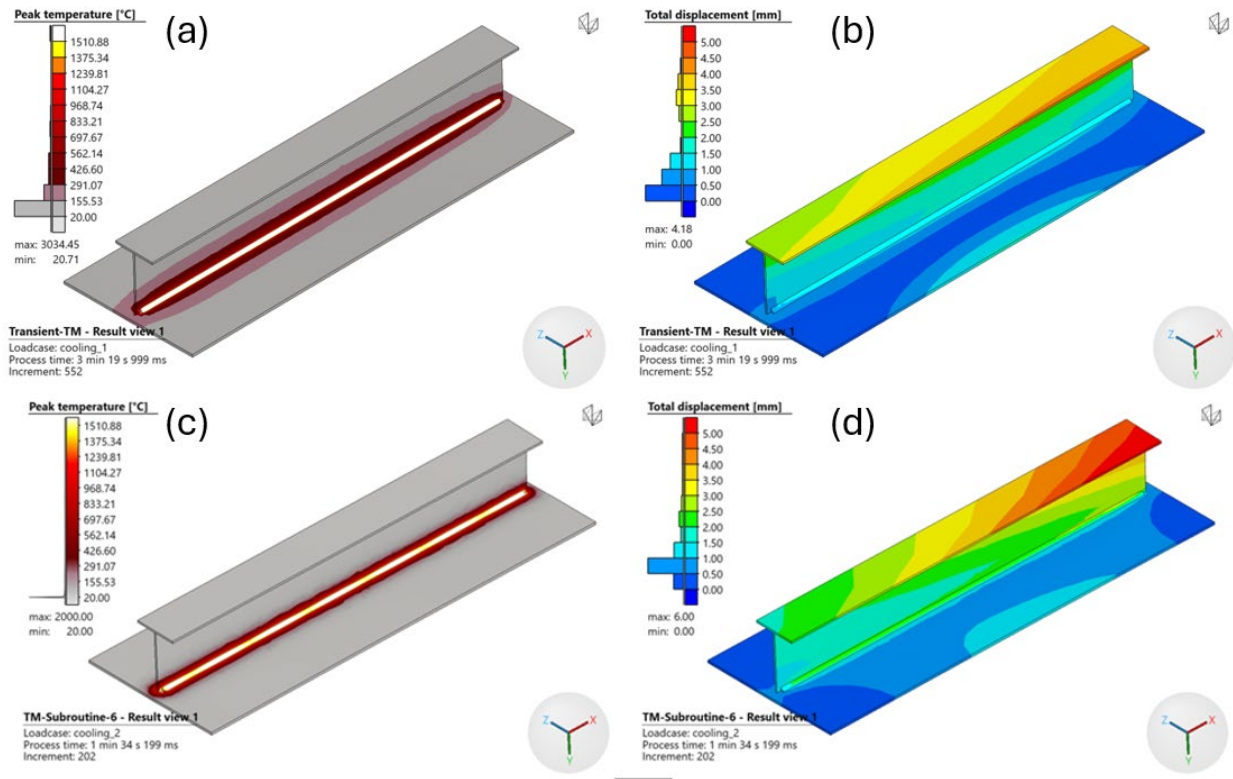 Peak temperature [°C]
(a)
1510.88
1375.34
1239.81
1104.27
968.74
833.21
697.67
562.14
426.60
291.07
155.53
20.00
max: 3034.45
min: 20.71
Transient-TM - Result view 1
Loadcase: cooling_1
Process time: 3 min 19 s 999 ms
Increment: 552
Z X
Y
Total displacement [mm]
(b)
5.00
4.50
4.00
3.50
3.00
2.50
2.00
1.50
1.00
0.50
0.00
max: 4.18
min: 0.00
Transient-TM - Result view 1
Loadcase: cooling_1
Process time: 3 min 19 s 999 ms
Increment: 552
Z X
Y
Peak temperature [°C]
(c)
1510.88
1375.34
1239.81
1104.27
968.74
833.21
697.67
562.14
426.60
291.07
155.53
20.00
max: 2000.00
min: 20.00
TM-Subroutine-6 - Result view 1
Loadcase: cooling_2
Process time: 1 min 34 s 199 ms
Increment: 202
Z X
Y
Total displacement [mm]
(d)
5.00
4.50
4.00
3.50
3.00
2.50
2.00
1.50
1.00
0.50
0.00
max: 6.00
min: 0.00
TM-Subroutine-6 - Result view 1
Loadcase: cooling_2
Process time: 1 min 34 s 199 ms
Increment: 202
Z X
Y